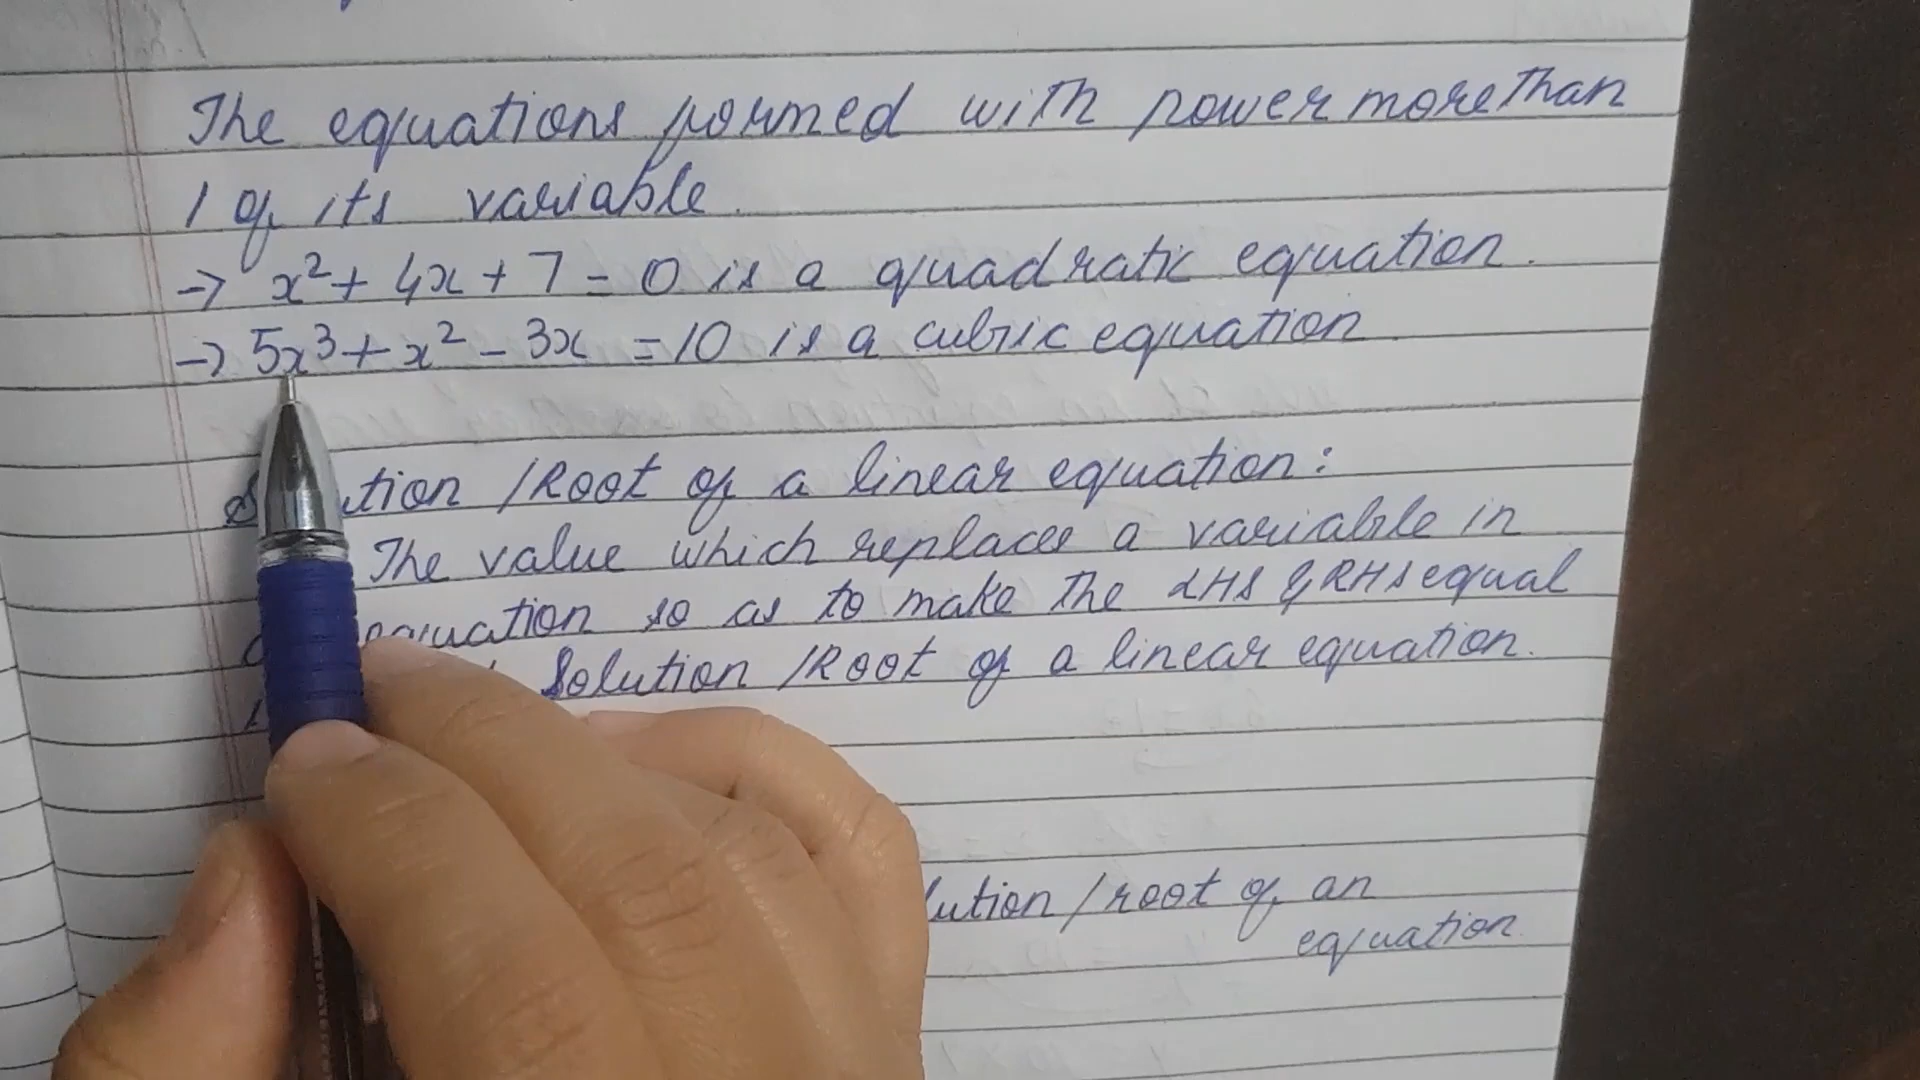 The equations formed with power more than
1 of its variable.
→ x² + 4x + 7 = 0 is a quadratic equation.
→ 5x³ + x² - 3x = 10 is a cubic equation.
ution / Root of a linear equation:
The value which replaces a variable in
equation so as to make the LHS & RHS equal
Solution / Root of a linear equation.
lution / root of an
equation.